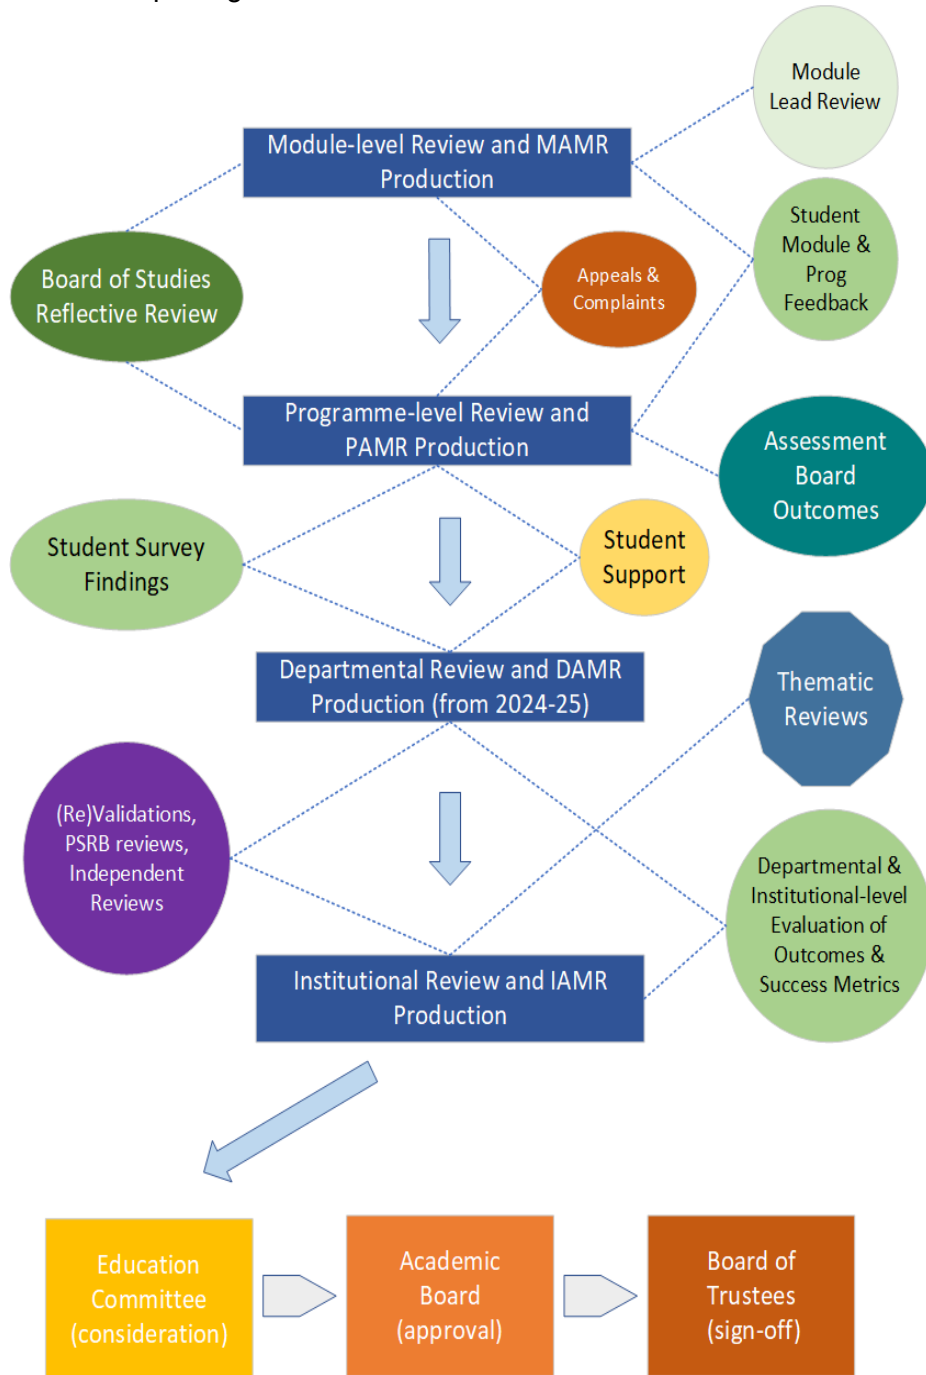 Module
Lead Review
Module-level Review and MAMR
Production
Student
Module &
Prog
Feedback
Board of Studies
Reflective Review
Appeals &
Complaints
Programme-level Review and
PAMR Production
Assessment
Board
Outcomes
Student Survey
Findings
Student
Support
Departmental Review and DAMR
Production (from 2024-25)
Thematic
Reviews
(Re)Validations,
PSRB reviews,
Independent
Reviews
Departmental &
Institutional-level
Evaluation of
Outcomes &
Success Metrics
Institutional Review and IAMR
Production
Education
Committee
(consideration)
Academic
Board
(approval)
Board of
Trustees
(sign-off)